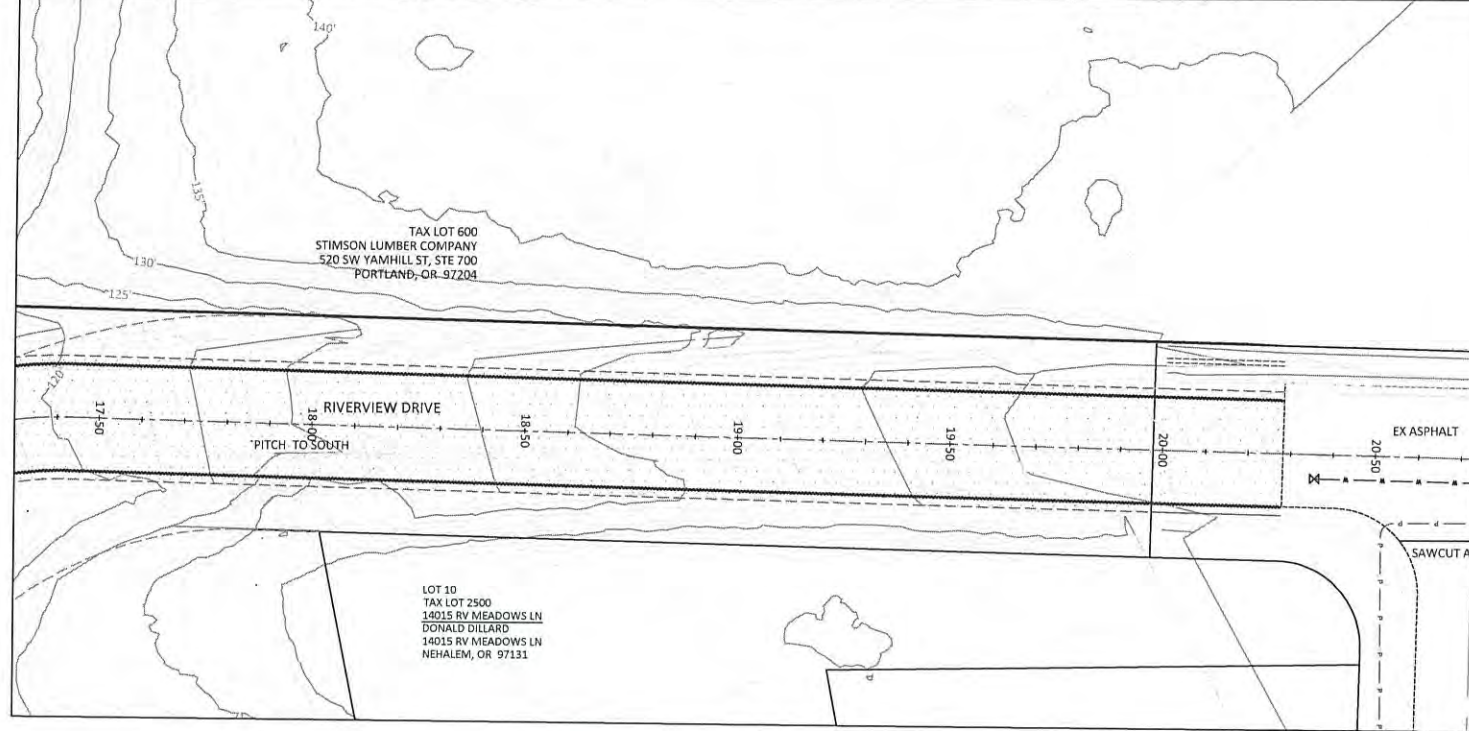 140'
135'
TAX LOT 600
STIMSON LUMBER COMPANY
520 SW YAMHILL ST, STE 700
PORTLAND, OR 97204
130'
125'
120'
17+50
18+00
RIVERVIEW DRIVE
PITCH TO SOUTH
18+50
19+00
19+50
20+00
20+50
EX ASPHALT
W W W W
P P
SAWCUT A
P
P
P
P
P
LOT 10
TAX LOT 2500
14015 RV MEADOWS LN
DONALD DILLARD
14015 RV MEADOWS LN
NEHALEM, OR 97131